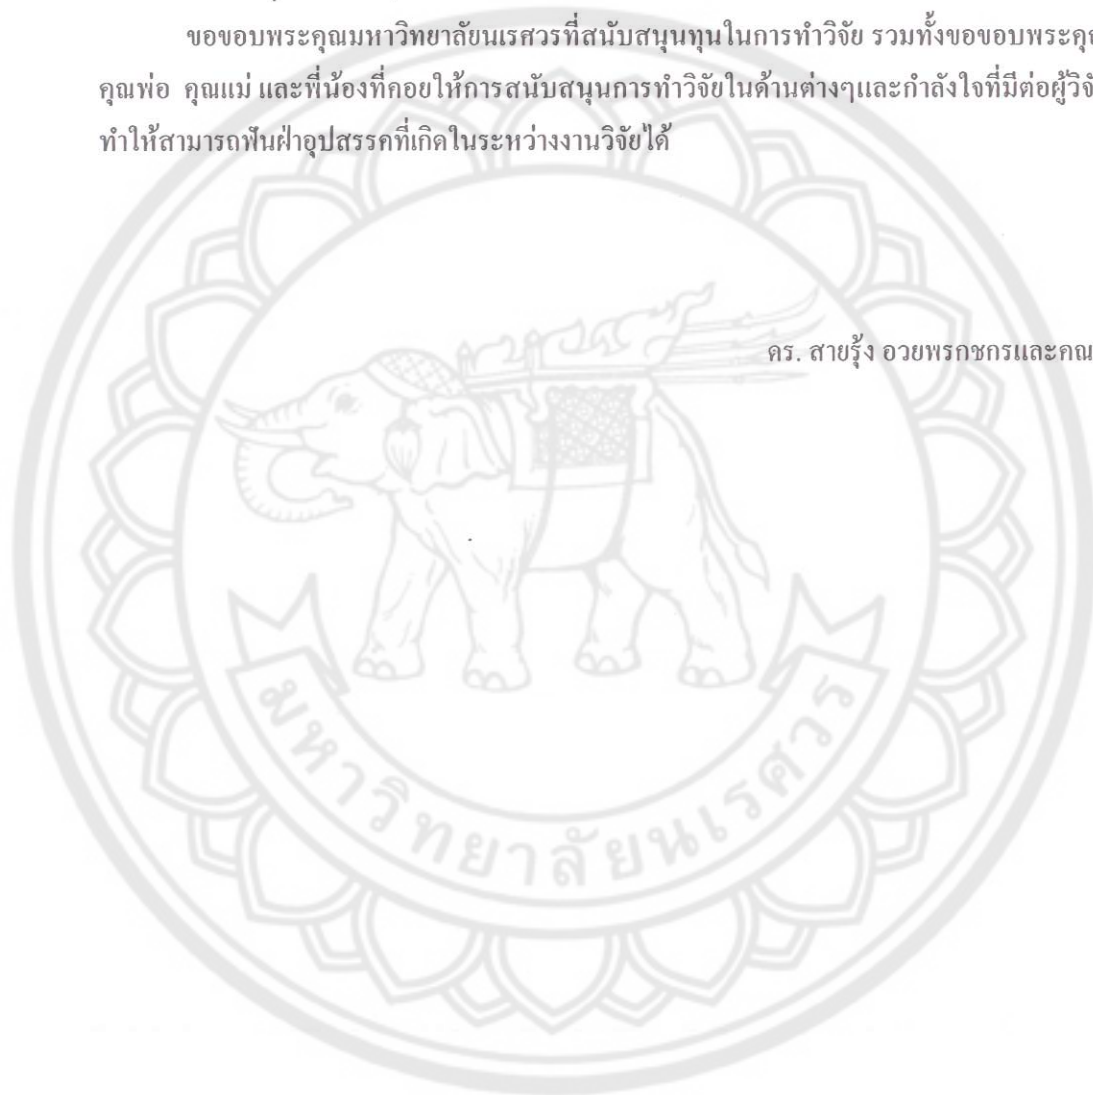 ขอขอบพระคุณมหาวิทยาลัยนเรศวรที่สนับสนุนทุนในการทำวิจัย รวมทั้งขอขอบพระคุณ
คุณพ่อ คุณแม่ และพี่น้องที่คอยให้การสนับสนุนการทำวิจัยในด้านต่างๆและกำลังใจที่มีต่อผู้วิจั
ทำให้สามารถฟันฝ่าอุปสรรคที่เกิดในระหว่างงานวิจัยได้
ดร. สายรุ้ง อวยพรกชกรและคณ
มหาวิทยาลัยนเรศวร